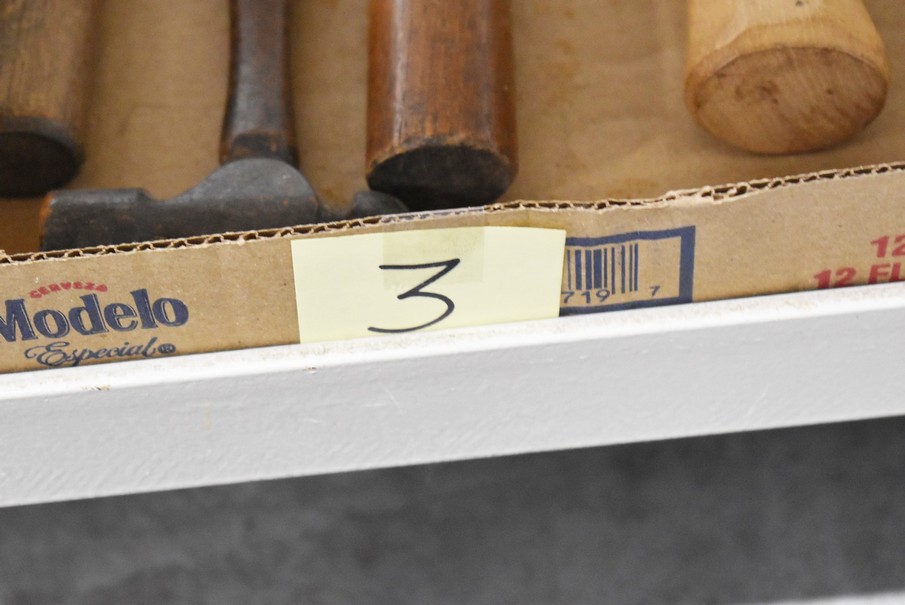 CERVEZA
Modelo
Especial
3
719 7
12
12 FL